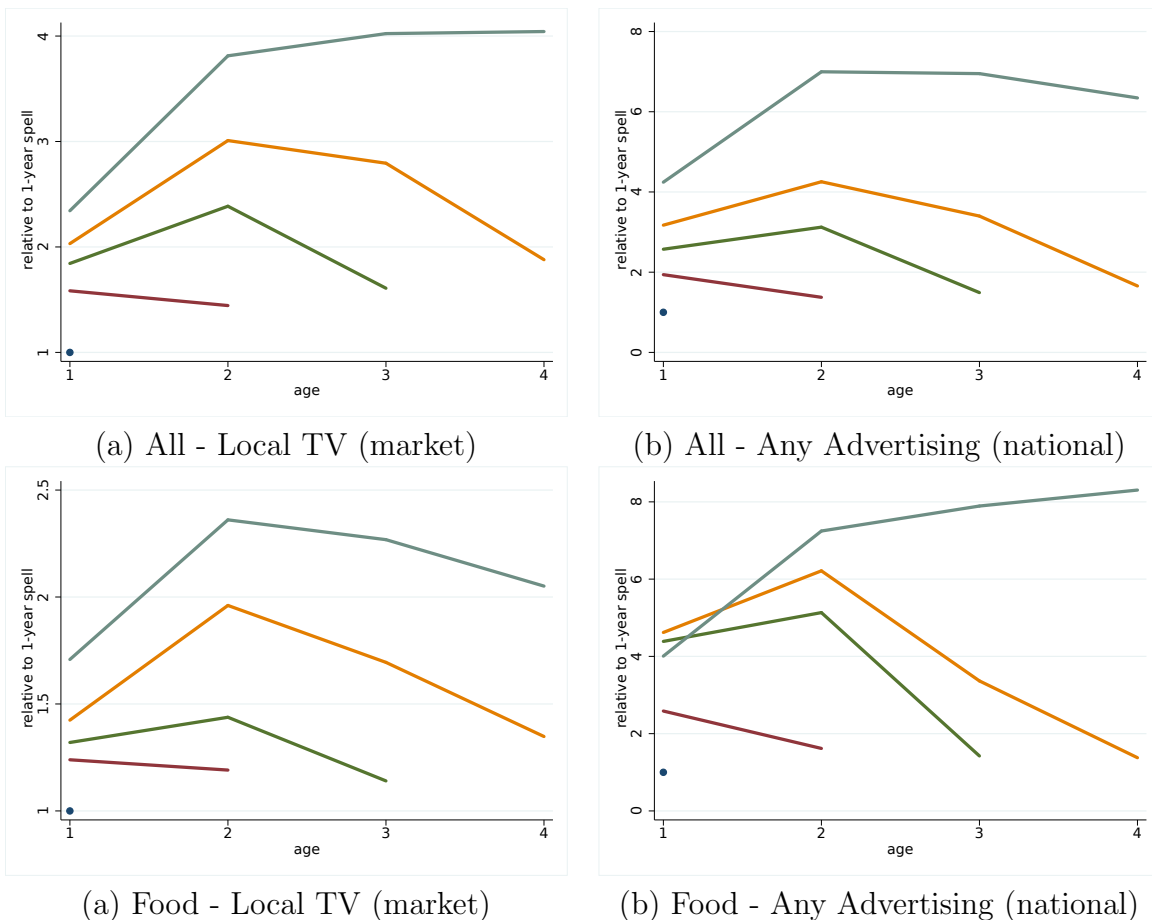 relative to 1-year spell
4
3
2
1
1 2 3 4
age
(a) All - Local TV (market)
relative to 1-year spell
8
6
4
2
0
1 2 3 4
age
(b) All - Any Advertising (national)
relative to 1-year spell
2.5
2
1.5
1
1 2 3 4
age
(a) Food - Local TV (market)
relative to 1-year spell
8
6
4
2
0
1 2 3 4
age
(b) Food - Any Advertising (national)